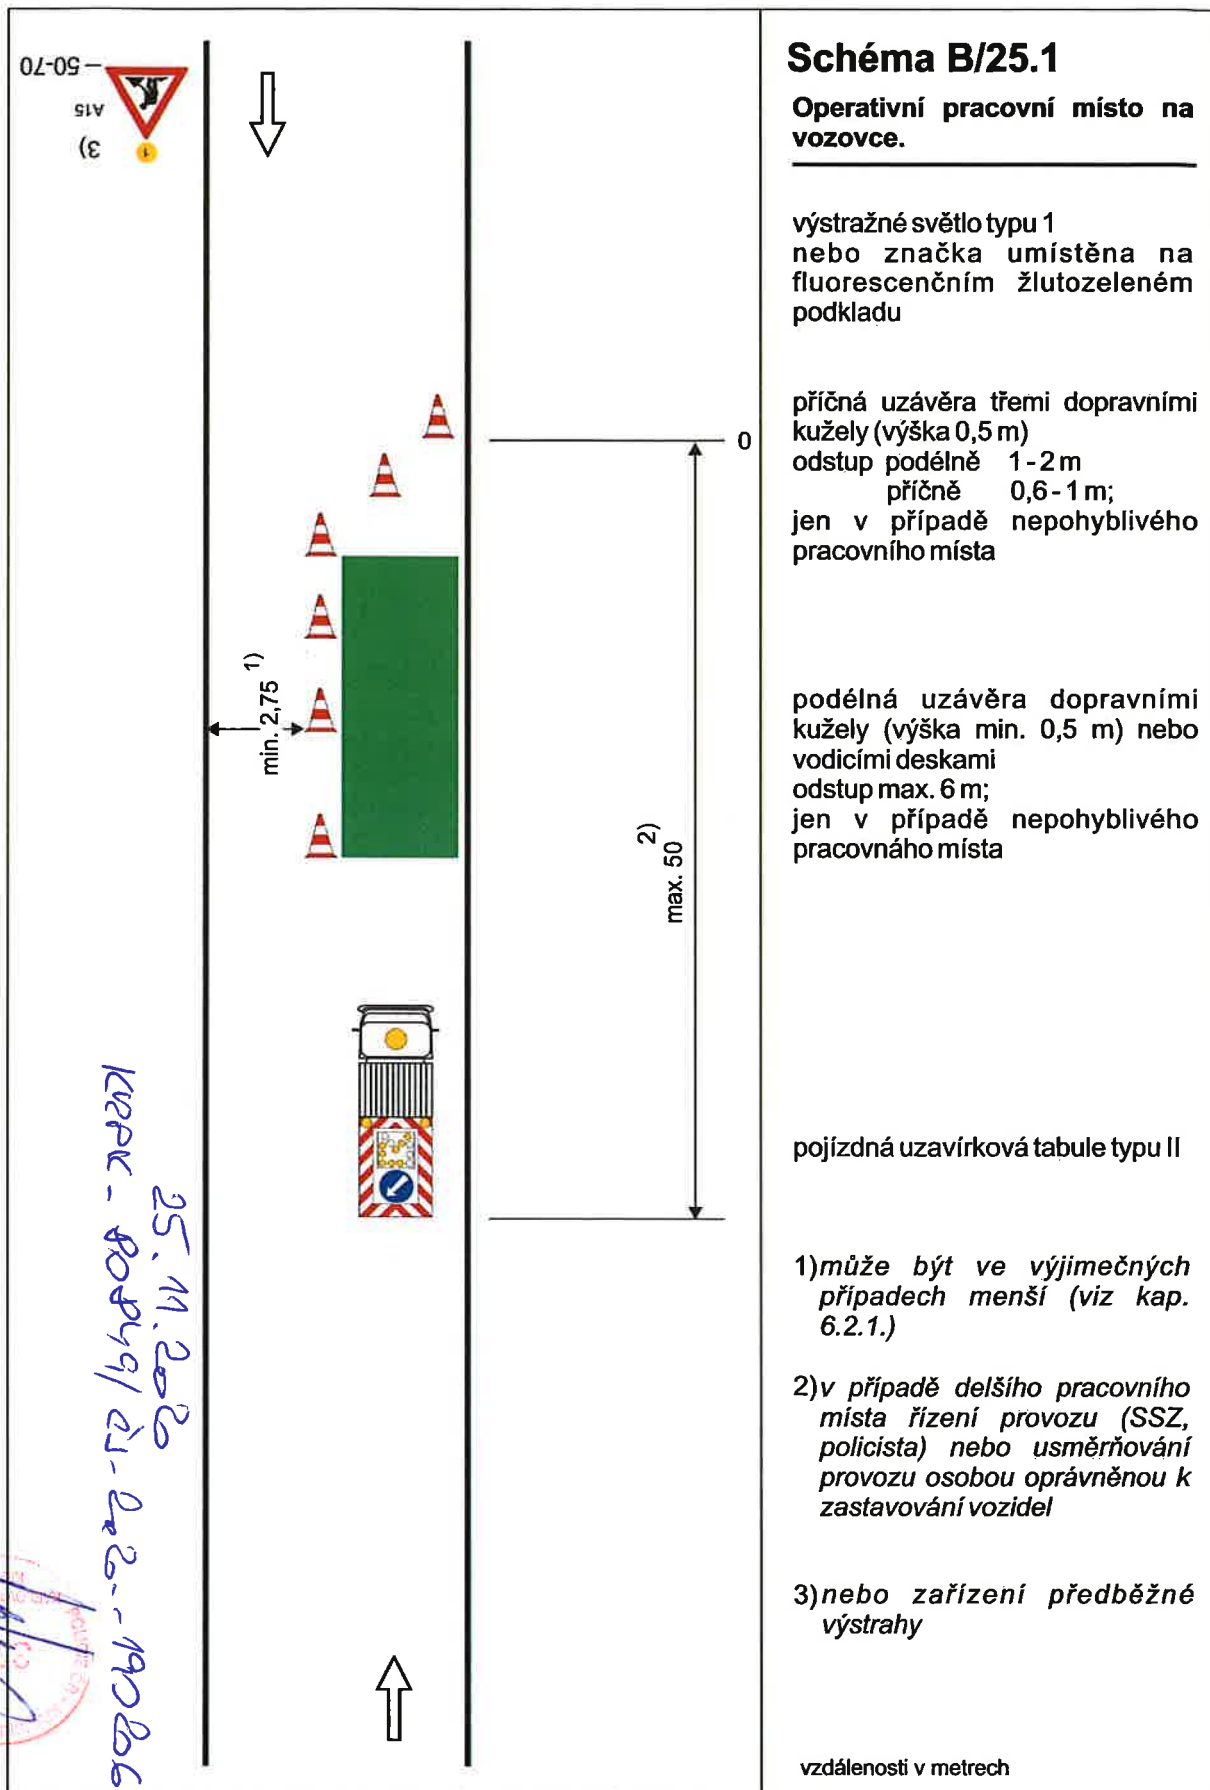 50-70
A15
3)
1
min. 2,75 1)
0
max. 50 2)
25.11.2020
Schéma B/25.1
Operativní pracovní místo na
vozovce.
výstražné světlo typu 1
nebo značka umístěna na
fluorescenčním žlutozeleném
podkladu
příčná uzávěra třemi dopravními
kužely (výška 0,5 m)
odstup podélně 1-2 m
příčně 0,6-1 m;
jen v případě nepohyblivého
pracovního místa
podélná uzávěra dopravními
kužely (výška min. 0,5 m) nebo
vodicími deskami
odstup max. 6 m;
jen v případě nepohyblivého
pracovnáho místa
pojízdná uzavírková tabule typu II
1) může být ve výjimečných
případech menší (viz kap.
6.2.1.)
2) v případě delšího pracovního
místa řízení provozu (SSZ,
policista) nebo usměrňování
provozu osobou oprávněnou k
zastavování vozidel
3) nebo zařízení předběžné
výstrahy
vzdálenosti v metrech